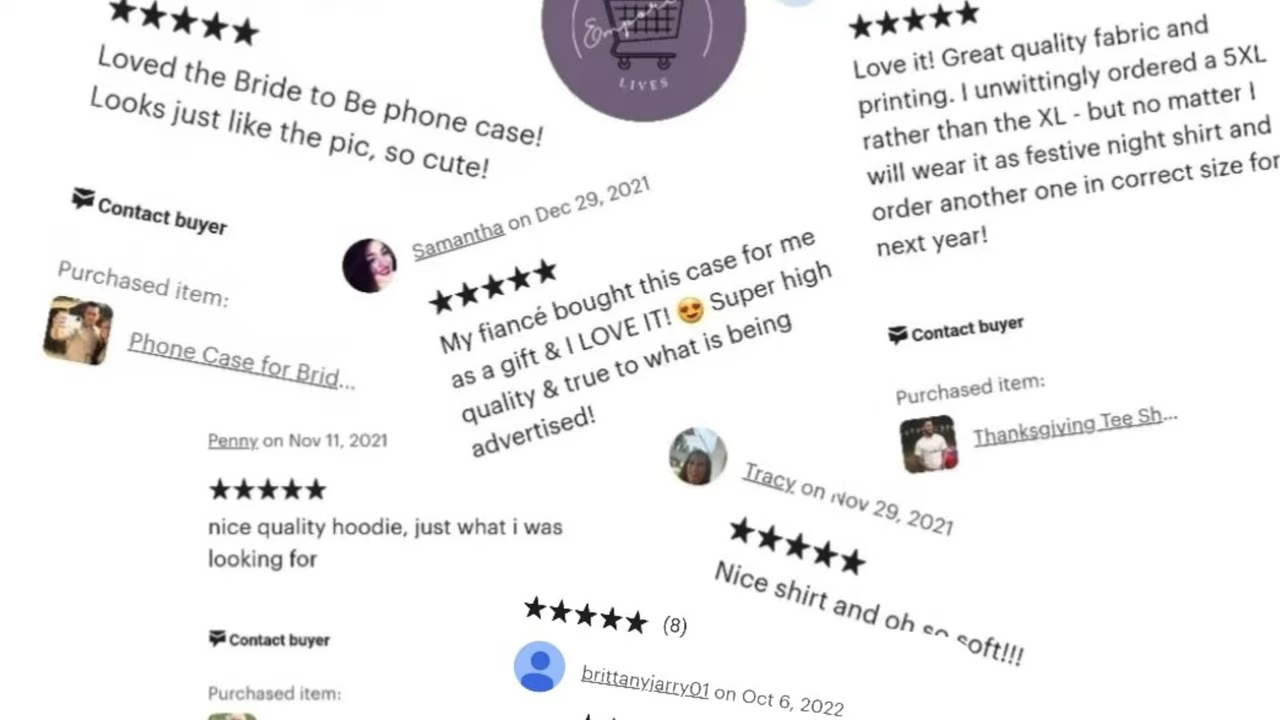 Loved the Bride to Be phone case!
Looks just like the pic, so cute!
Contact buyer
Purchased item:
Phone Case for Brid...
LIVES
Samantha on Dec 29, 2021
My fiancé bought this case for me
as a gift & I LOVE IT! 😍 Super high
quality & true to what is being
advertised!
Love it! Great quality fabric and
printing. I unwittingly ordered a 5XL
rather than the XL - but no matter I
will wear it as festive night shirt and
order another one in correct size for
next year!
Contact buyer
Purchased item:
Thanksgiving Tee Sh...
Penny on Nov 11, 2021
nice quality hoodie, just what i was
looking for
Contact buyer
Purchased item:
Tracy on Nov 29, 2021
Nice shirt and oh so soft!!!
(8)
brittanyjarry01 on Oct 6, 2022